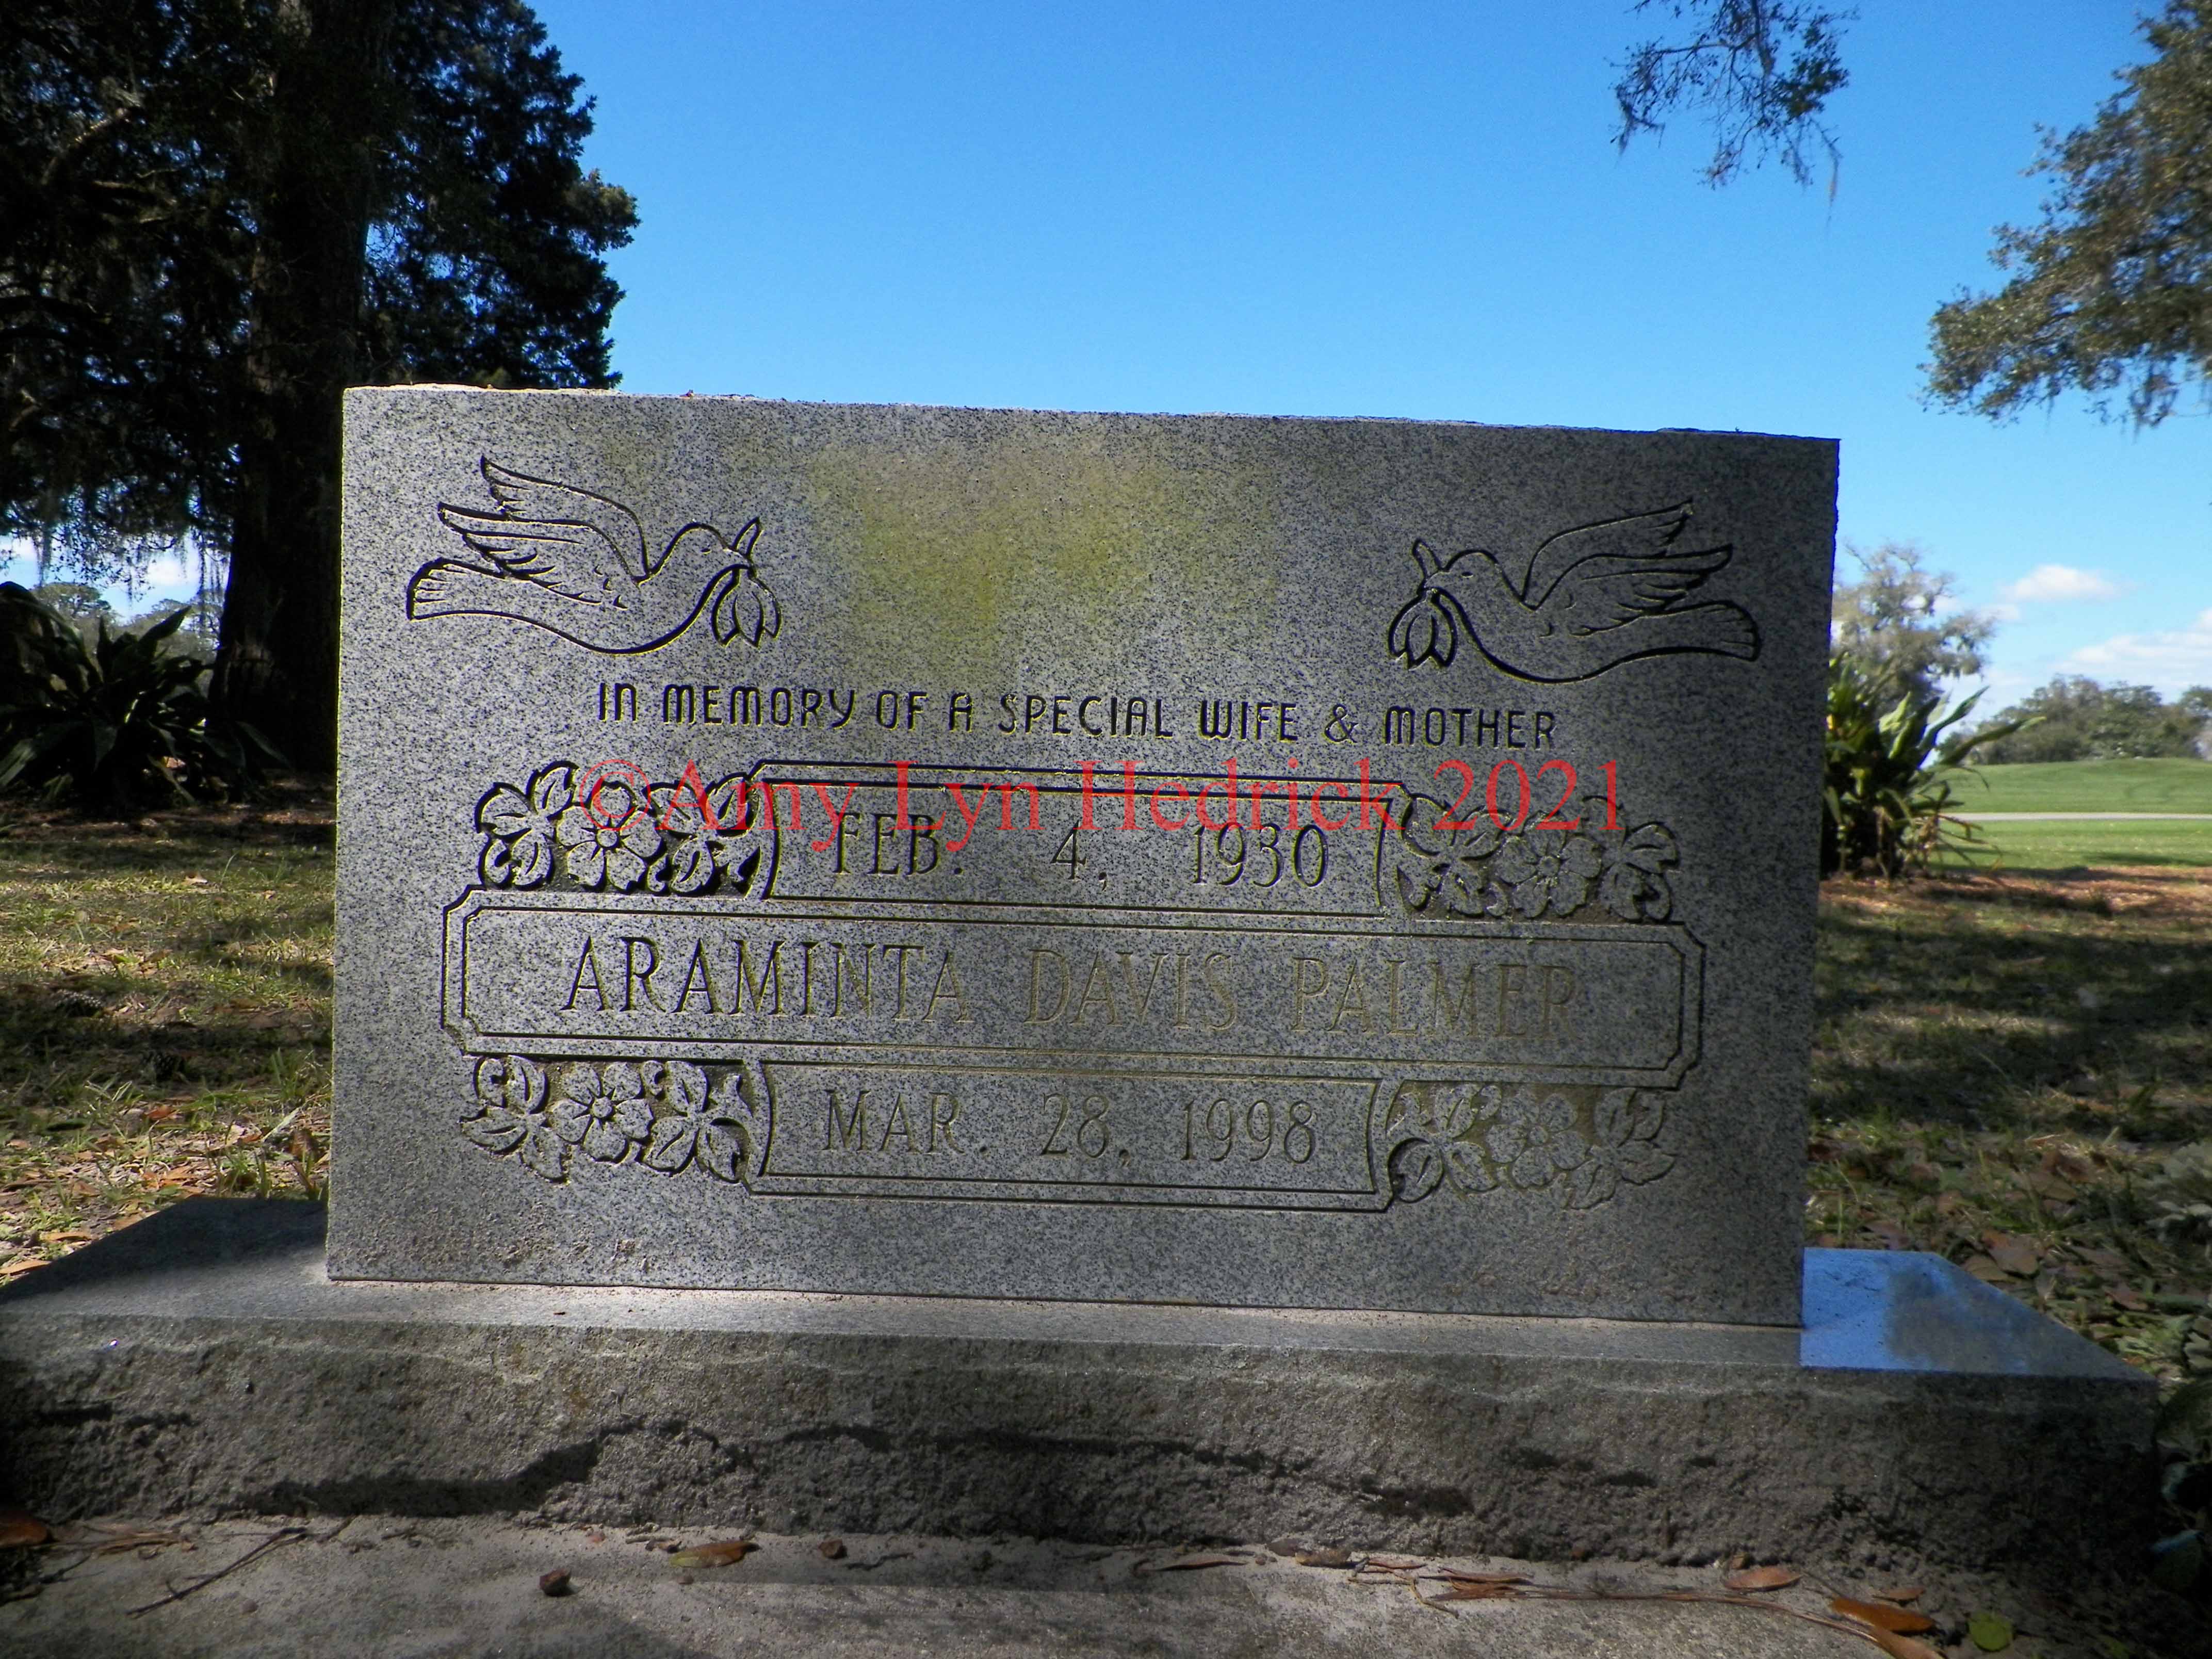 IN MEMORY OF A SPECIAL WIFE & MOTHER
©Amy Lyn Hedrick 2021
FEB. 4, 1930
ARAMINTA DAVIS PALMER
MAR. 28, 1998